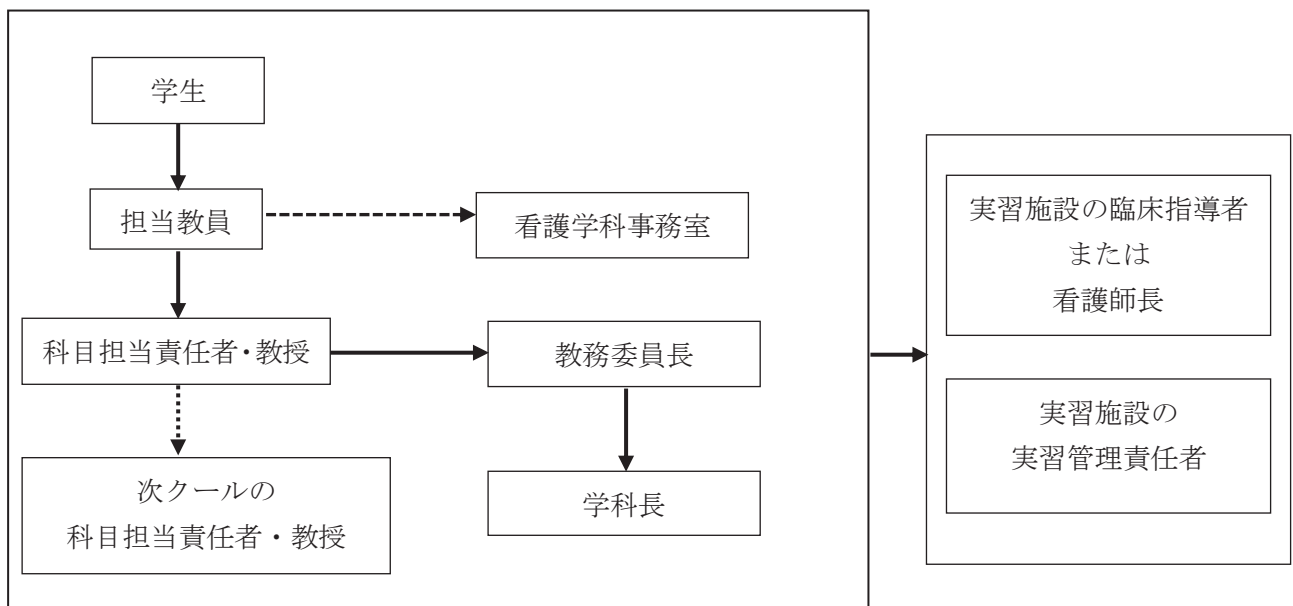 学生
担当教員
看護学科事務室
科目担当責任者・教授
教務委員長
次クールの
科目担当責任者・教授
学科長
実習施設の臨床指導者
または
看護師長
実習施設の
実習管理責任者